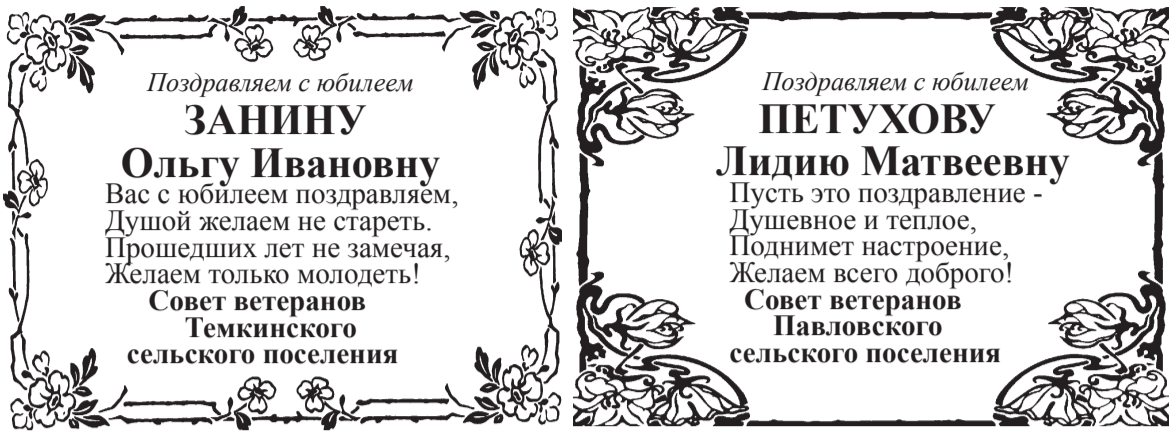 Поздравляем с юбилеем
ЗАНИНУ
Ольгу Ивановну
Вас с юбилеем поздравляем,
Душой желаем не стареть.
Прошедших лет не замечая,
Желаем только молодеть!
Совет ветеранов
Темкинского
сельского поселения
Поздравляем с юбилеем
ПЕТУХОВУ
Лидию Матвеевну
Пусть это поздравление -
Душевное и теплое,
Поднимет настроение,
Желаем всего доброго!
Совет ветеранов
Павловского
сельского поселения